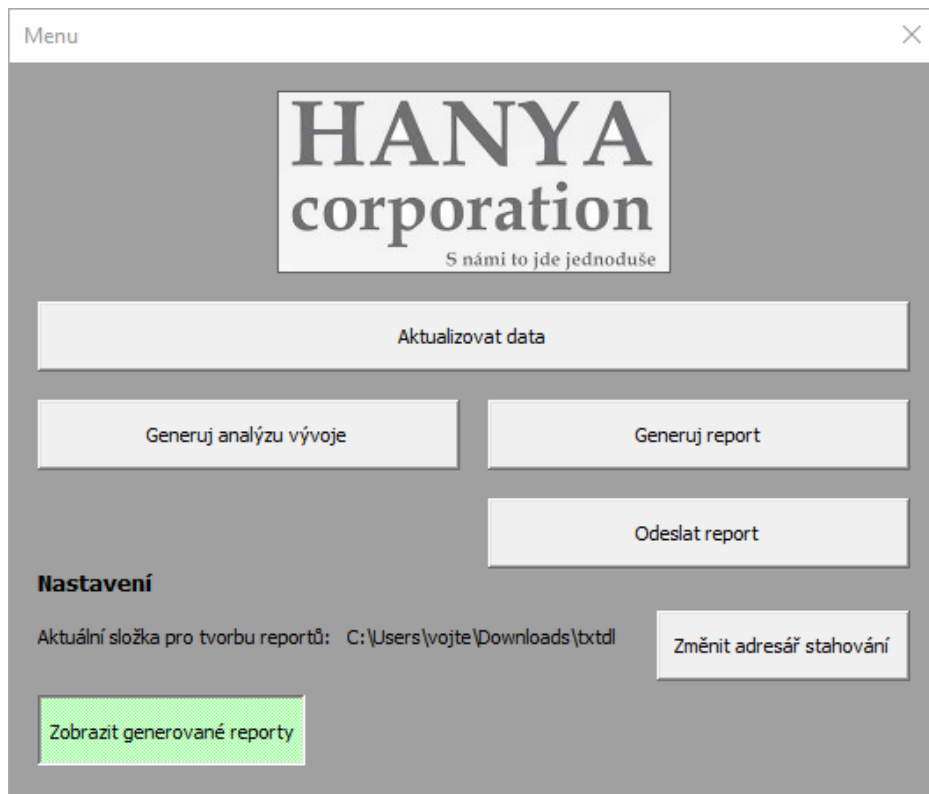 Menu
HANYA
corporation
S námi to jde jednoduše
Aktualizovat data
Generuj analýzu vývoje
Generuj report
Odeslat report
Nastavení
Aktuální složka pro tvorbu reportů: C:\Users\vojte\Downloads\txtdl
Změnit adresář stahování
Zobrazit generované reporty